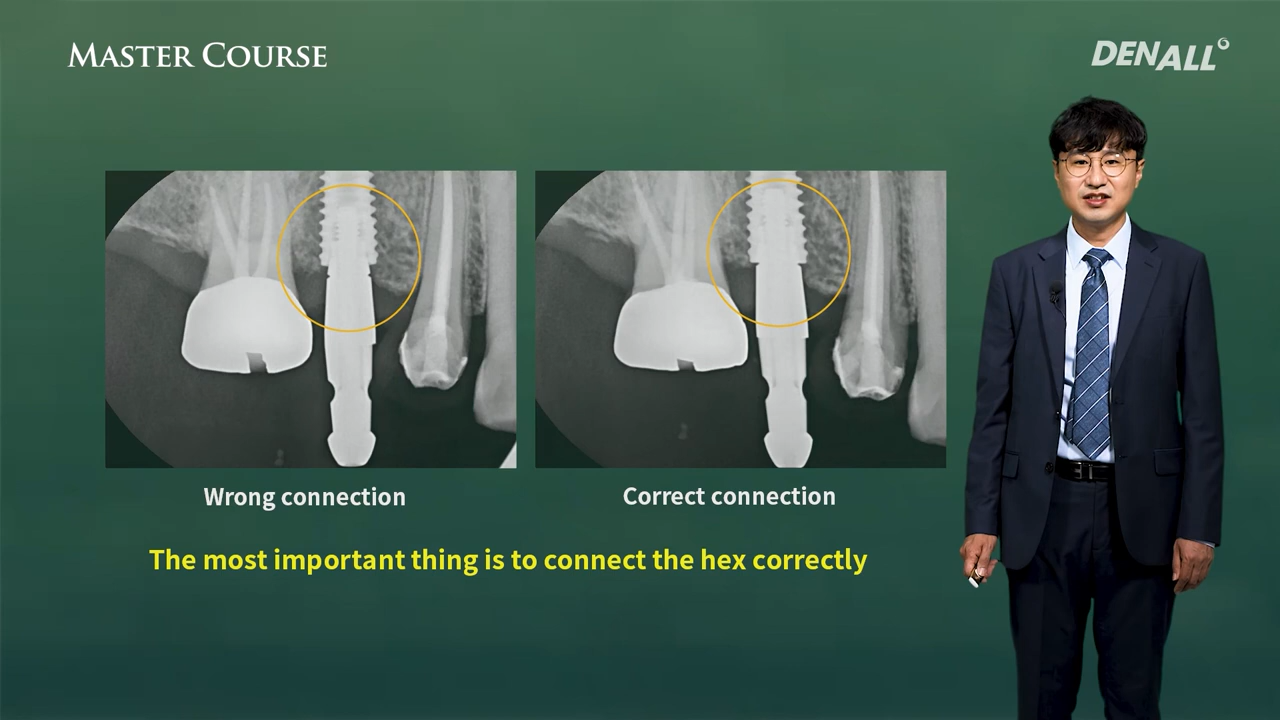 MASTER COURSE
DENALL
Wrong connection
Correct connection
The most important thing is to connect the hex correctly